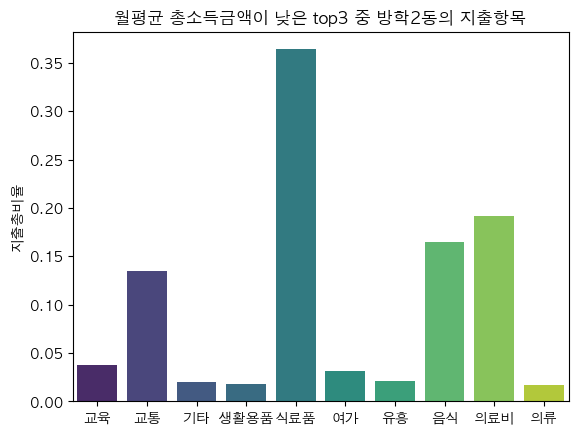 월평균 총소득금액이 낮은 top3 중 방학2동의 지출항목
지출총비율
0.35
0.30
0.25
0.20
0.15
0.10
0.05
0.00
교육 교통 기타 생활용품 식료품 여가 유흥 음식 의료비 의류